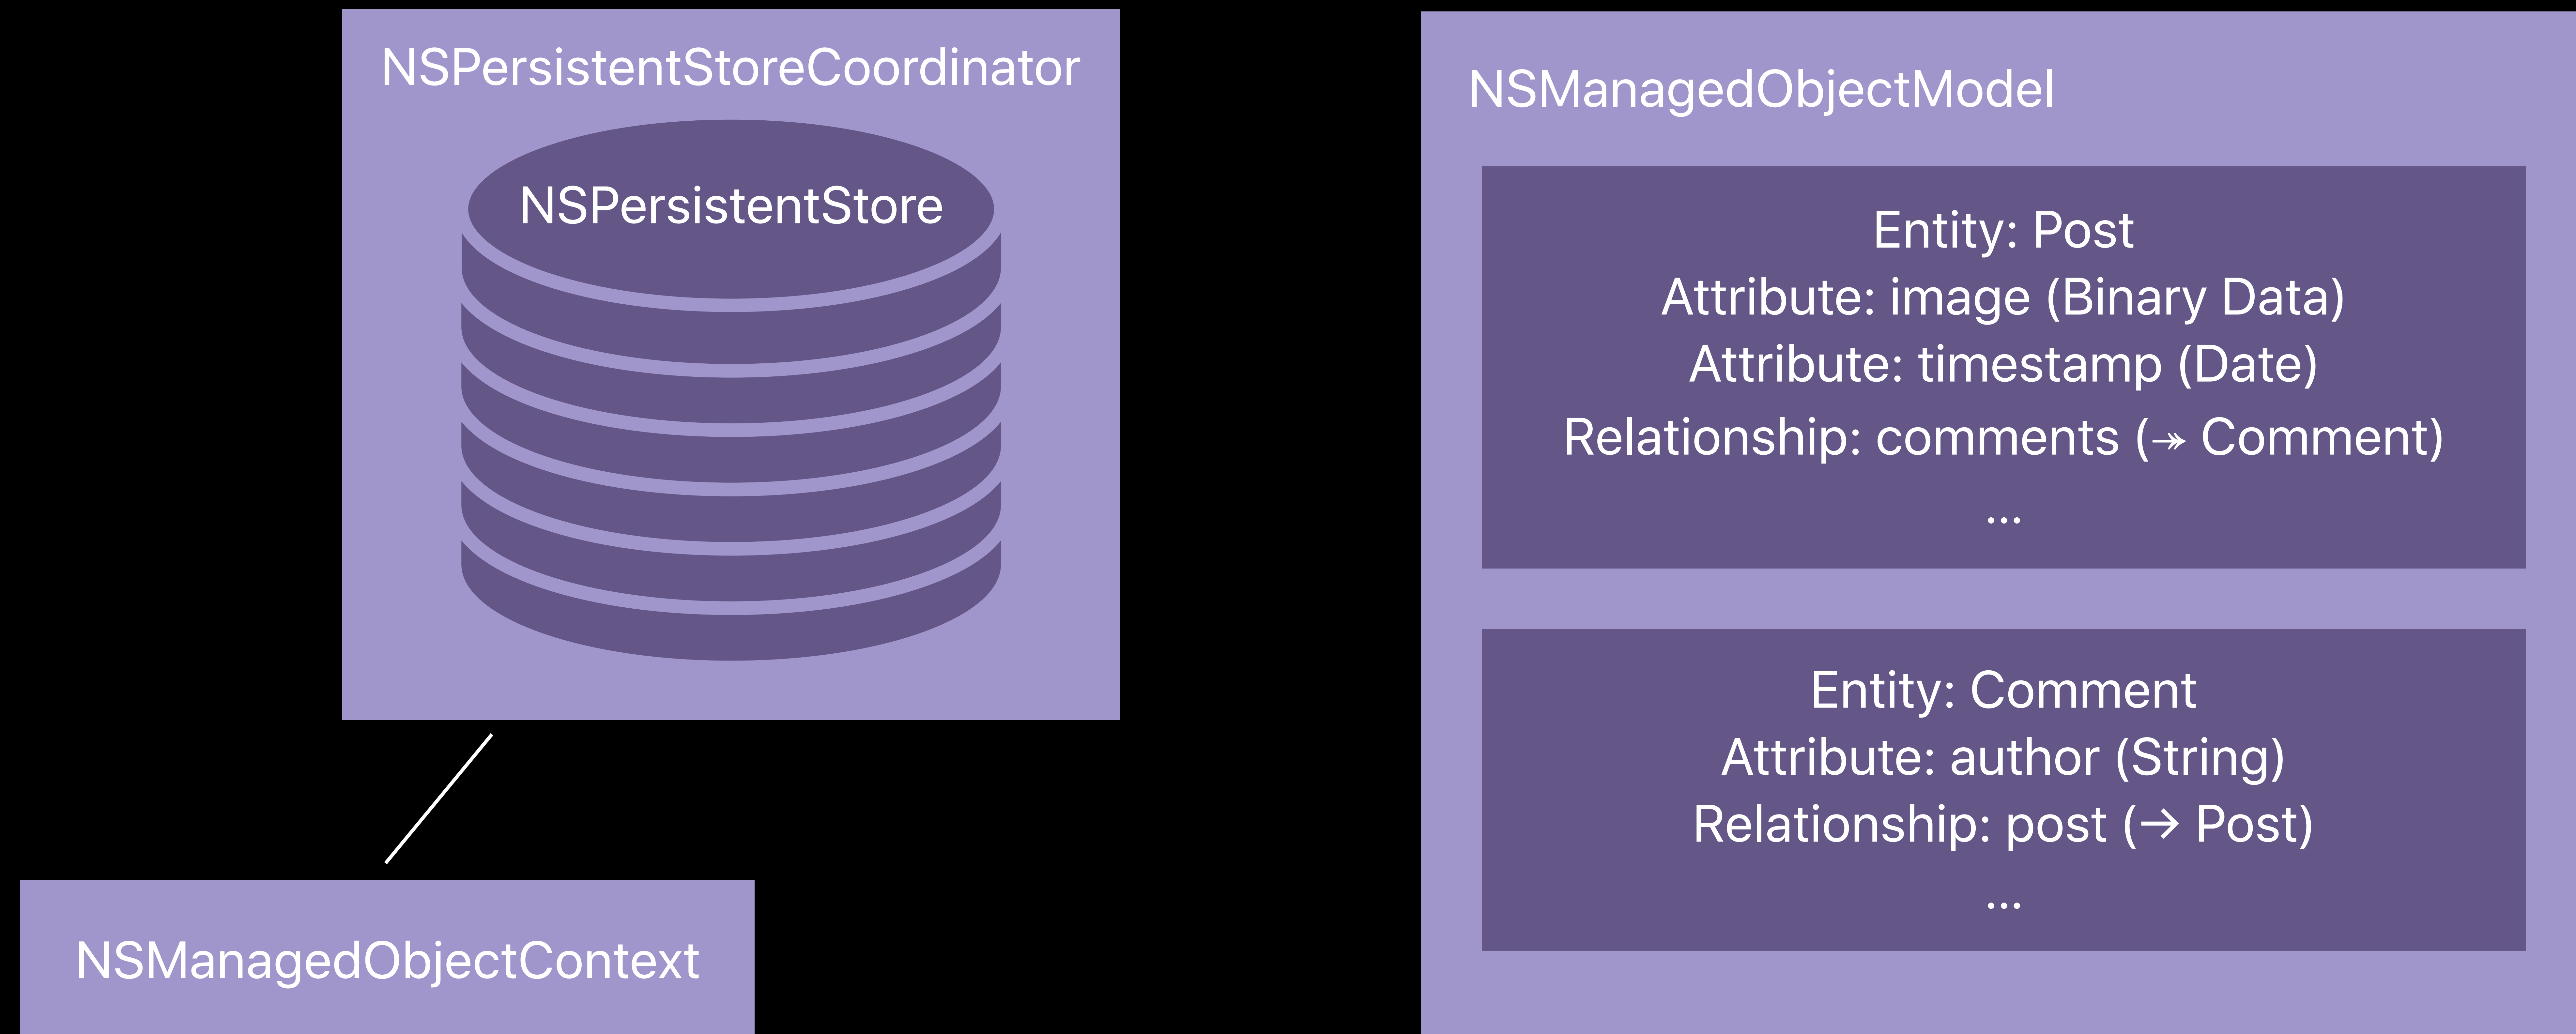 NSPersistentStoreCoordinator
NSPersistentStore
NSManagedObjectContext
NSManagedObjectModel
Entity: Post
Attribute: image (Binary Data)
Attribute: timestamp (Date)
Relationship: comments (↠ Comment)
...
Entity: Comment
Attribute: author (String)
Relationship: post (→ Post)
...